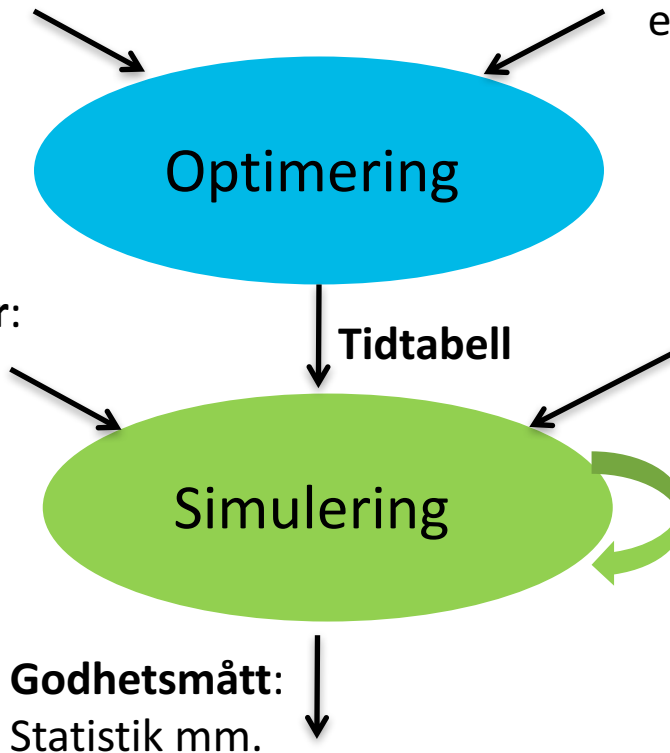 e
Optimering
r:
Tidtabell
Simulering
Godhetsmått:
Statistik mm.